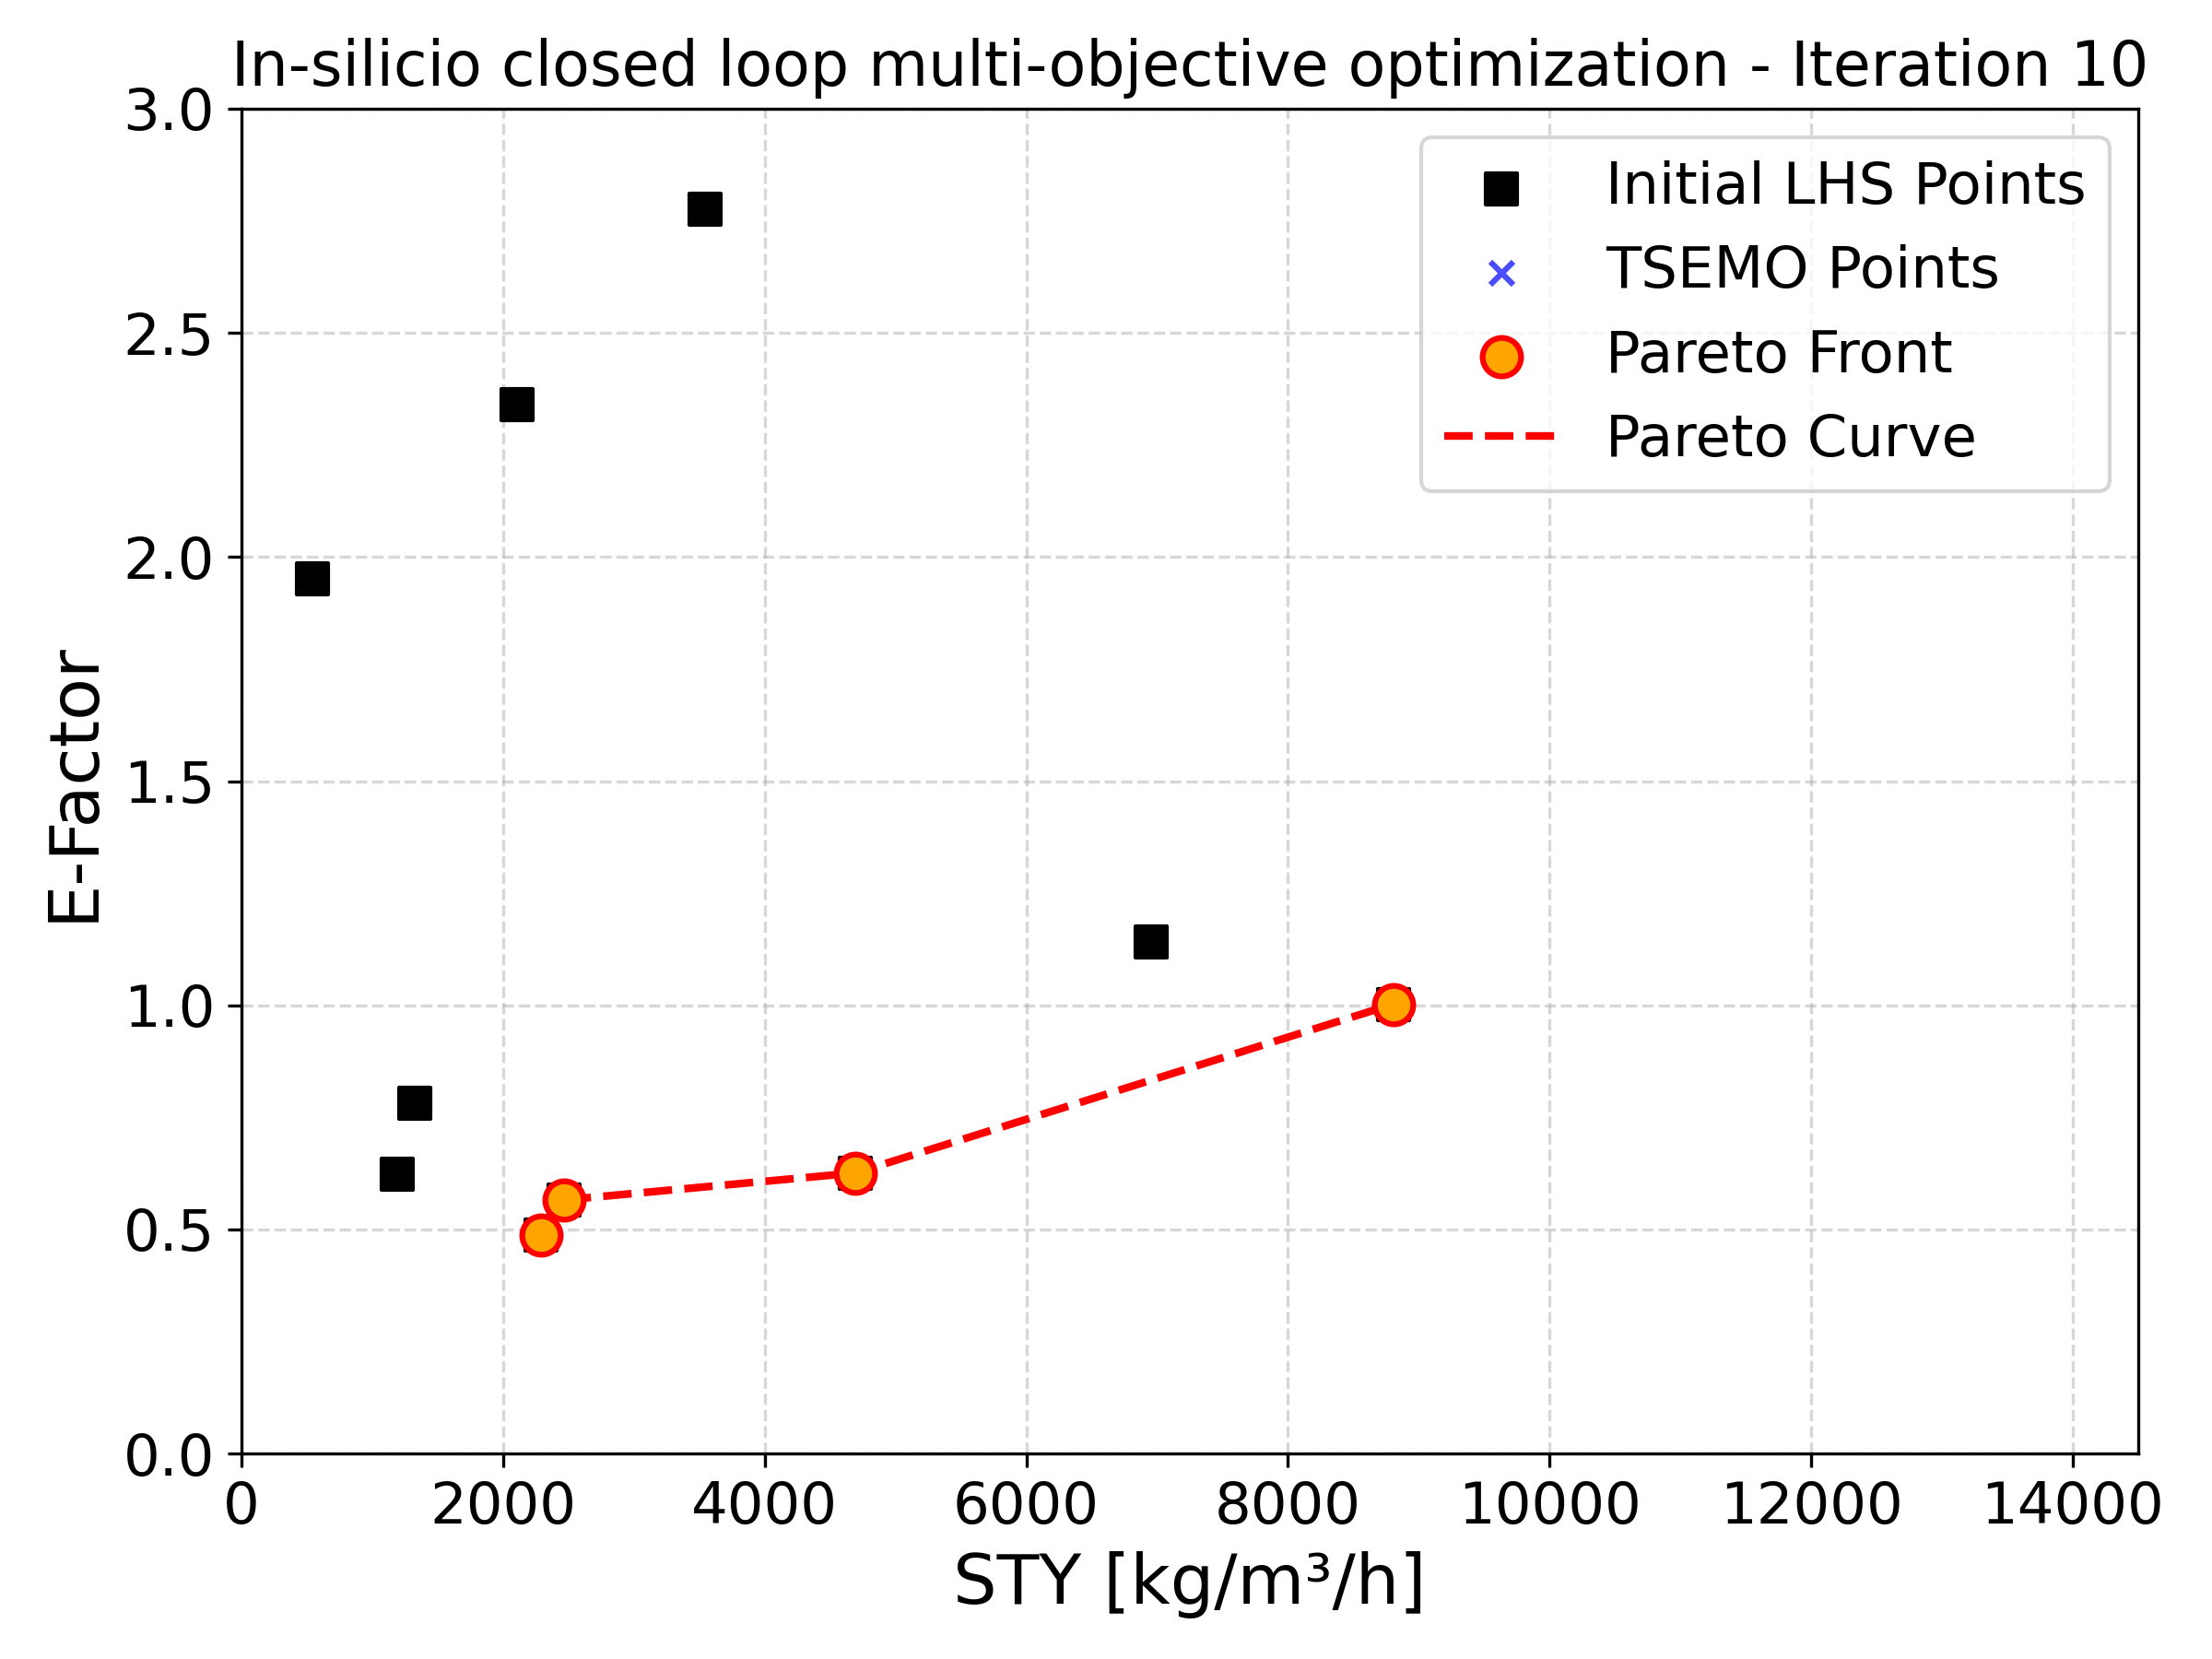 In-silicio closed loop multi-objective optimization - Iteration 10
3.0
2.5
2.0
1.5
1.0
0.5
0.0
E-Factor
Initial LHS Points
TSEMO Points
Pareto Front
Pareto Curve
0 2000 4000 6000 8000 10000 12000 14000
STY [kg/m³/h]